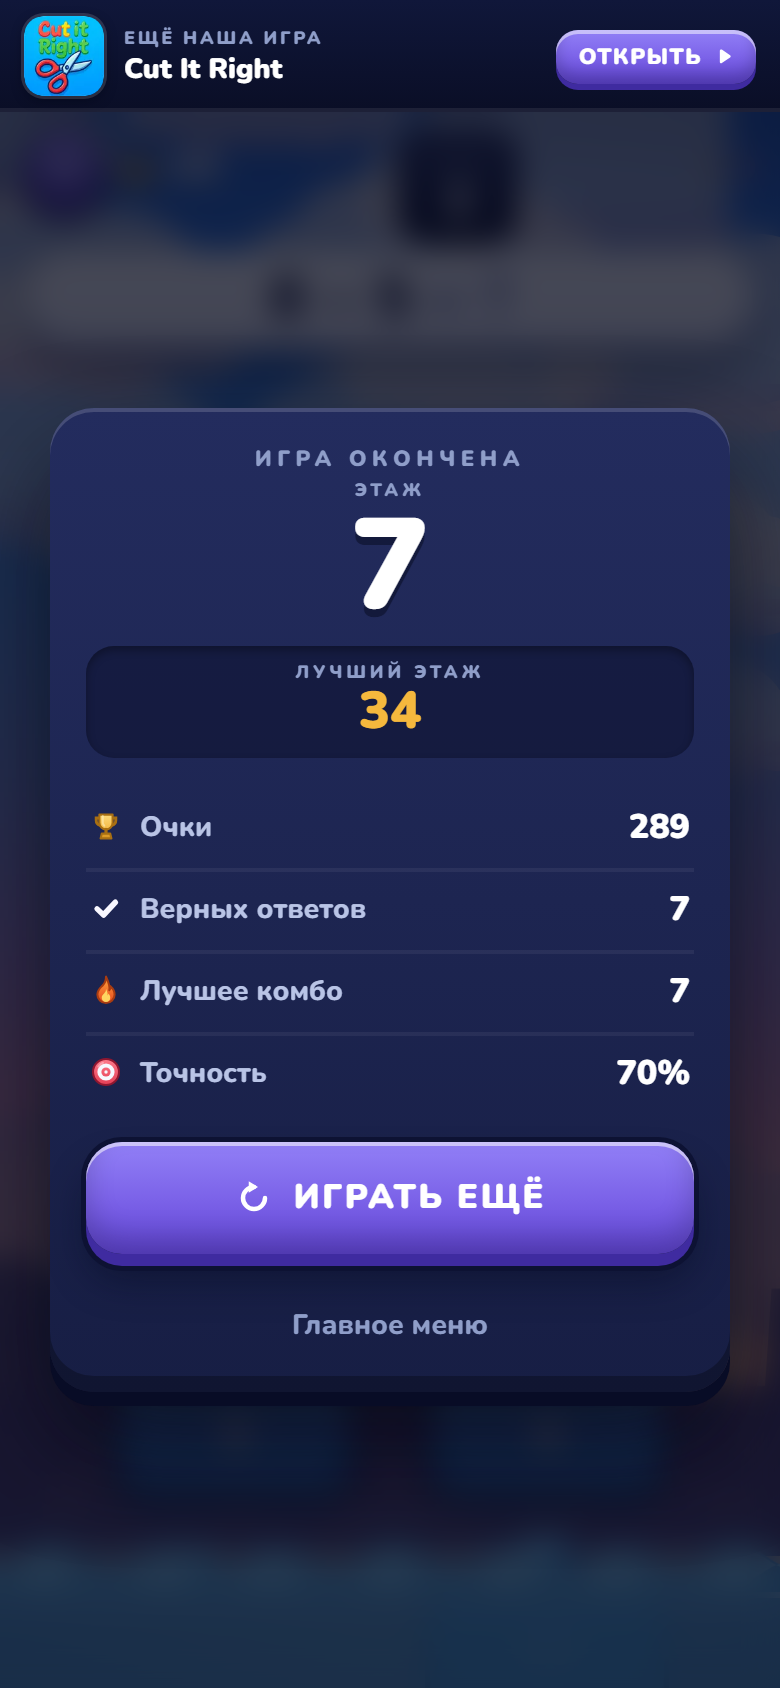 Cut it
Right
ЕЩЁ НАША ИГРА
Cut It Right
ОТКРЫТЬ
ИГРА ОКОНЧЕНА
ЭТАЖ
7
ЛУЧШИЙ ЭТАЖ
34
Очки 289
Верных ответов 7
Лучшее комбо 7
Точность 70%
ИГРАТЬ ЕЩЁ
Главное меню